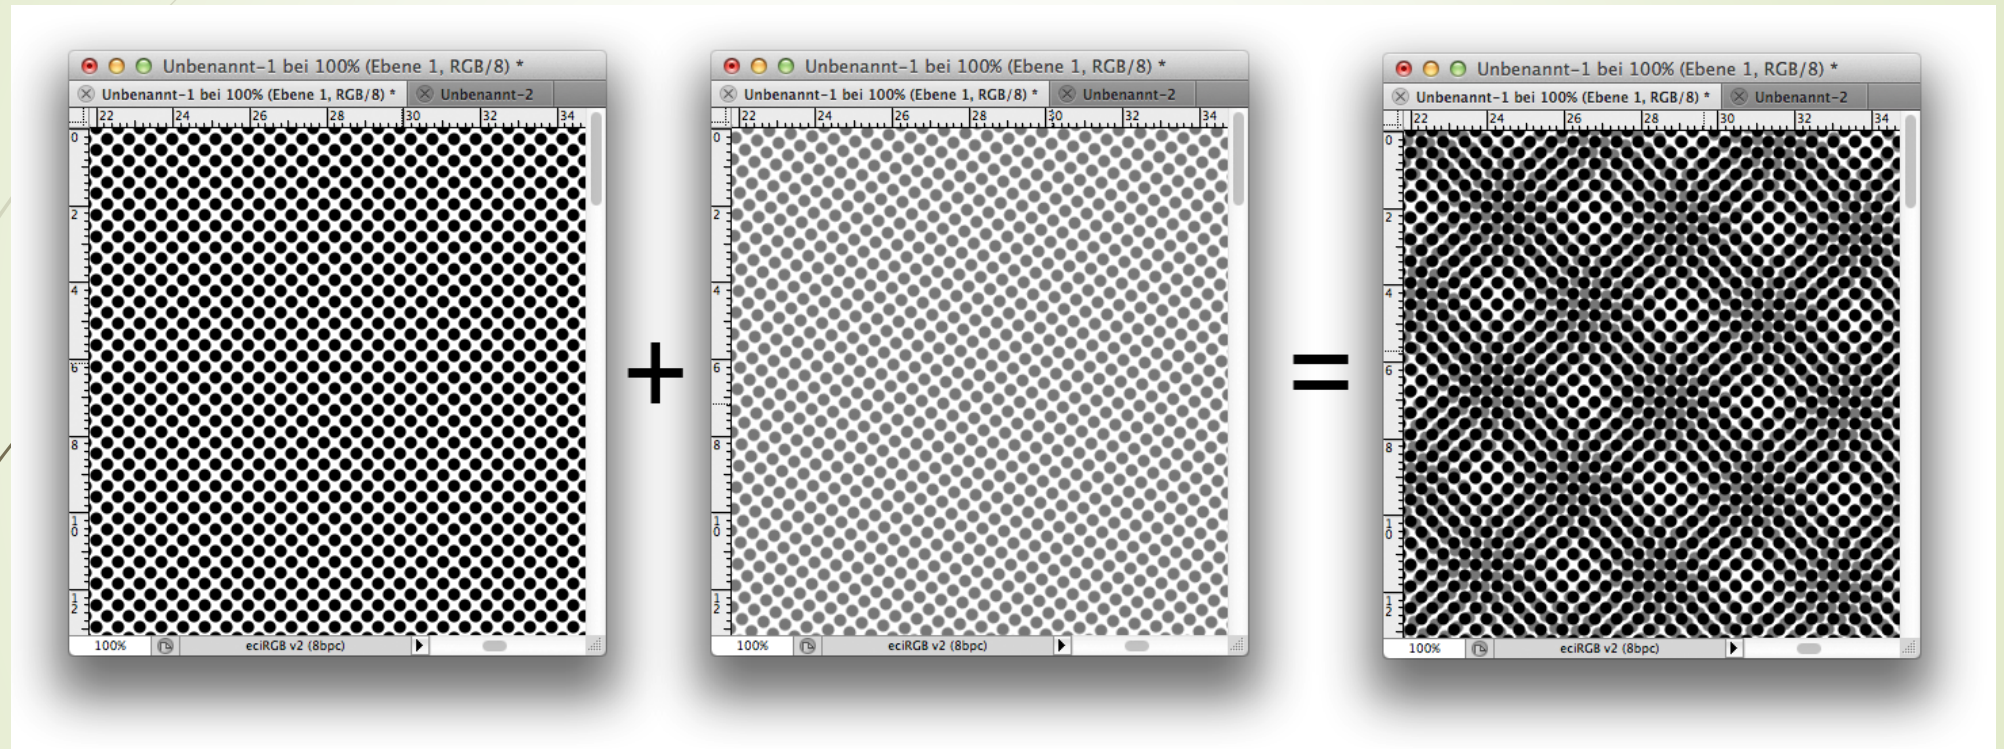 Unbenannt-1 bei 100% (Ebene 1, RGB/8) *
Unbenannt-1 bei 100% (Ebene 1, RGB/8) * Unbenannt-2
22 24 26 28 30 32 34
0
2
4
6
8
10
12
100% eciRGB v2 (8bpc)
+
Unbenannt-1 bei 100% (Ebene 1, RGB/8) *
Unbenannt-1 bei 100% (Ebene 1, RGB/8) * Unbenannt-2
22 24 26 28 30 32 34
0
2
4
6
8
10
12
100% eciRGB v2 (8bpc)
=
Unbenannt-1 bei 100% (Ebene 1, RGB/8) *
Unbenannt-1 bei 100% (Ebene 1, RGB/8) * Unbenannt-2
22 24 26 28 30 32 34
0
2
4
6
8
10
12
100% eciRGB v2 (8bpc)